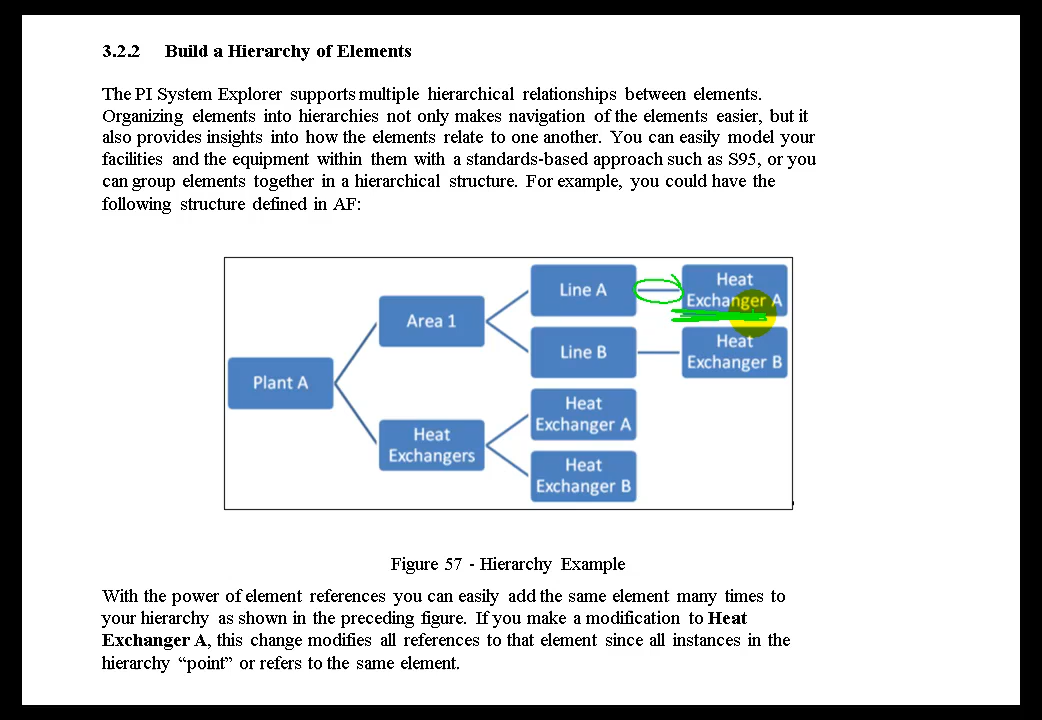 3.2.2 Build a Hierarchy of Elements
The PI System Explorer supports multiple hierarchical relationships between elements.
Organizing elements into hierarchies not only makes navigation of the elements easier, but it
also provides insights into how the elements relate to one another. You can easily model your
facilities and the equipment within them with a standards-based approach such as S95, or you
can group elements together in a hierarchical structure. For example, you could have the
following structure defined in AF:
Plant A
Area 1
Heat
Exchangers
Line A
Line B
Heat
Exchanger A
Heat
Exchanger B
Heat
Exchanger A
Heat
Exchanger B
Figure 57 - Hierarchy Example
With the power of element references you can easily add the same element many times to
your hierarchy as shown in the preceding figure. If you make a modification to Heat
Exchanger A, this change modifies all references to that element since all instances in the
hierarchy “point” or refers to the same element.